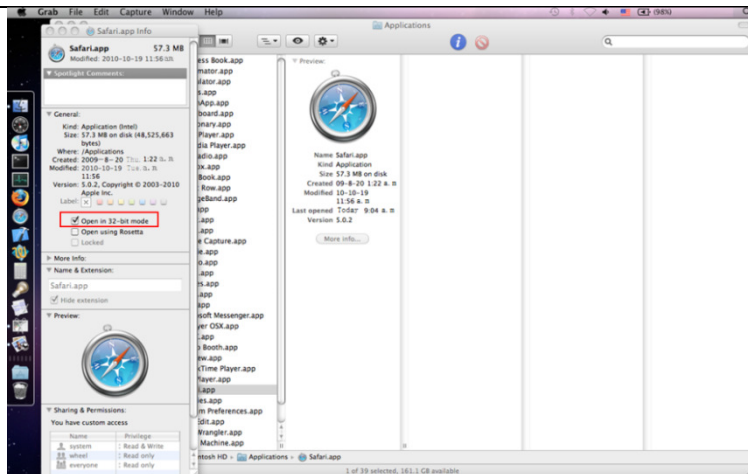 Grab File Edit Capture Window Help (98%)
Safari.app Info
Safari.app 57.3 MB
Modified: 2010-10-19 11:56
Spotlight Comments:
General:
Kind: Application (Intel)
Size: 57.3 MB on disk (48,525,663
bytes)
Where: /Applications
Created: 2009-8-20 Thu. 1:22
Modified: 2010-10-19 Tue.
11:56
Version: 5.0.2, Copyright © 2003-2010
Apple Inc.
Label:
Open in 32-bit mode
Open using Rosetta
Locked
More Info:
Name & Extension:
Safari.app
Hide extension
Preview:
Sharing & Permissions:
You have custom access
Name Privilege
system Read & Write
wheel Read only
everyone Read only
Applications
ess Book.app
mator.app
lator.app
s.app
hApp.app
board.app
onary.app
Player.app
dia Player.app
adio.app
ox.app
Book.app
Row.app
geBand.app
app
.app
.app
e Capture.app
ne.app
o.app
.app
es.app
.app
app
osoft Messenger.app
yer OSX.app
.app
o Booth.app
ew.app
kTime Player.app
Player.app
i.app
ies.app
m Preferences.app
Edit.app
Wrangler.app
Machine.app
Preview:
Name Safari.app
Kind Application
Size 57.3 MB on disk
Created 09-8-20 1:22
Modified 10-10-19
11:56
Last opened Today 9:04
Version 5.0.2
More info...
ntosh HD Applications Safari.app
1 of 39 selected, 161.1 GB available